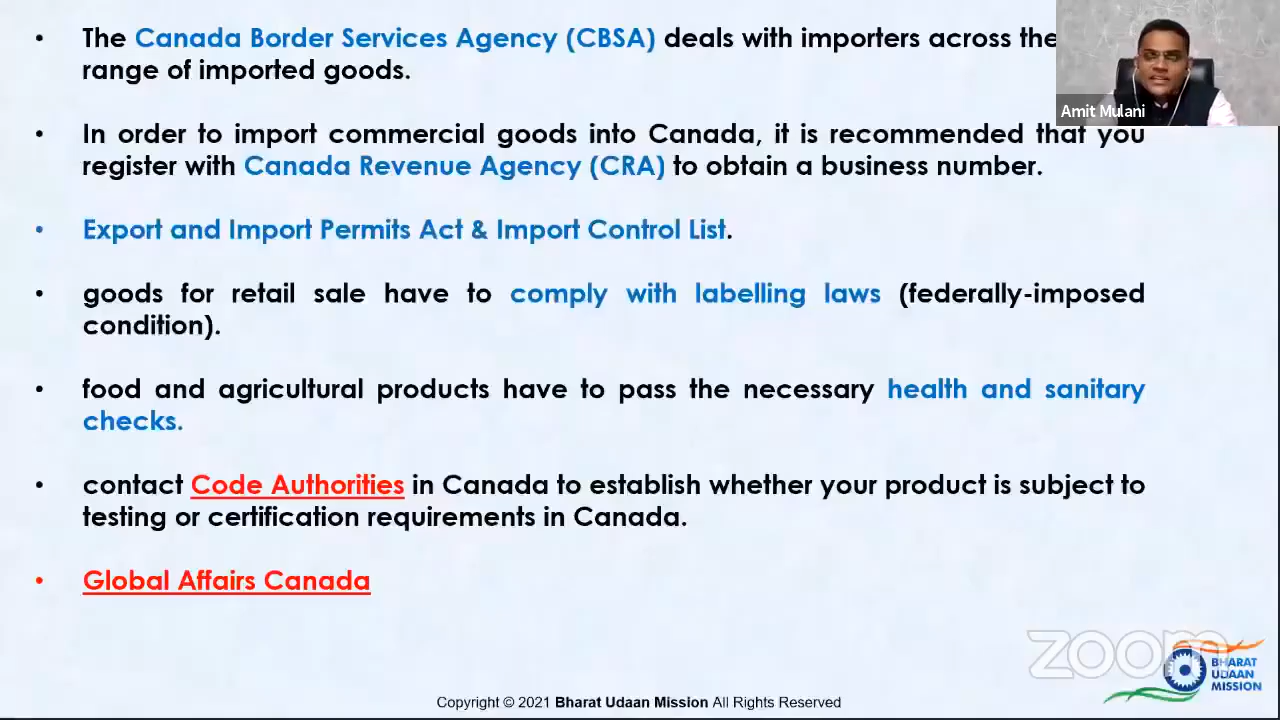 • The Canada Border Services Agency (CBSA) deals with importers across the
range of imported goods.
• In order to import commercial goods into Canada, it is recommended that you
register with Canada Revenue Agency (CRA) to obtain a business number.
• Export and Import Permits Act & Import Control List.
• goods for retail sale have to comply with labelling laws (federally-imposed
condition).
• food and agricultural products have to pass the necessary health and sanitary
checks.
• contact Code Authorities in Canada to establish whether your product is subject to
testing or certification requirements in Canada.
• Global Affairs Canada
Amit Mulani
zoom
BHARAT
UDAAN
MISSION
Copyright © 2021 Bharat Udaan Mission All Rights Reserved